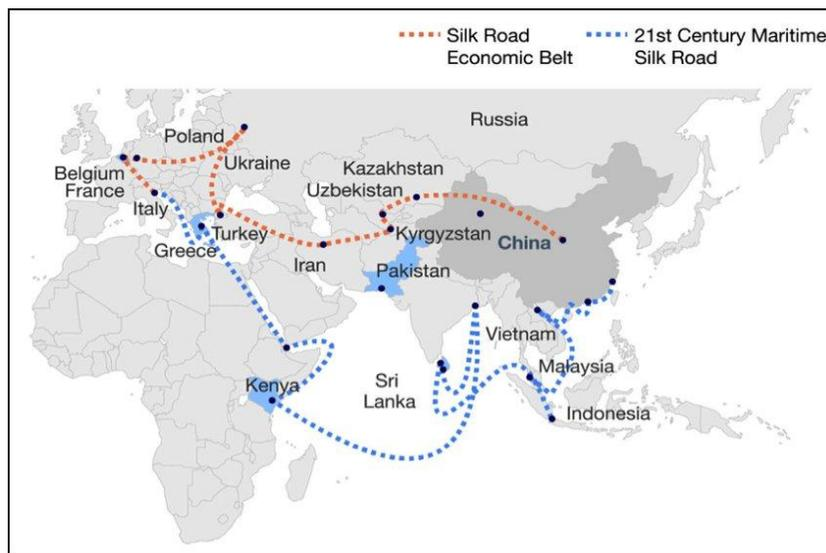 Silk Road
Economic Belt
21st Century Maritime
Silk Road
Russia
Poland
Ukraine
Kazakhstan
Belgium
Uzbekistan
France
Italy
Kyrgyzstan
Turkey
China
Greece
Iran
Pakistan
Vietnam
Malaysia
Kenya
Sri
Lanka
Indonesia